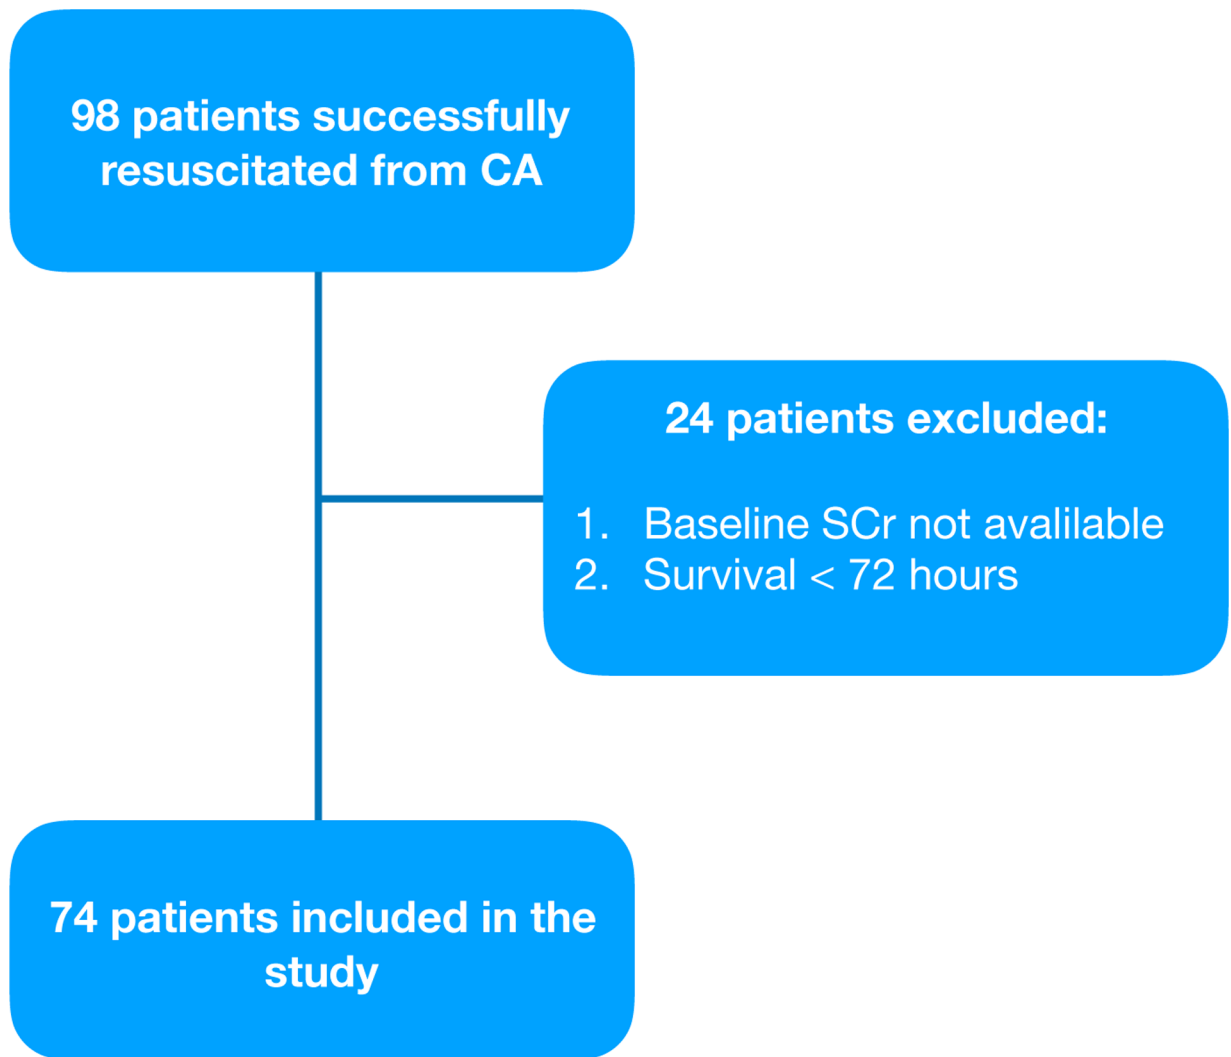 98 patients successfully
resuscitated from CA
24 patients excluded:
1. Baseline SCr not avalilable
2. Survival < 72 hours
74 patients included in the
study